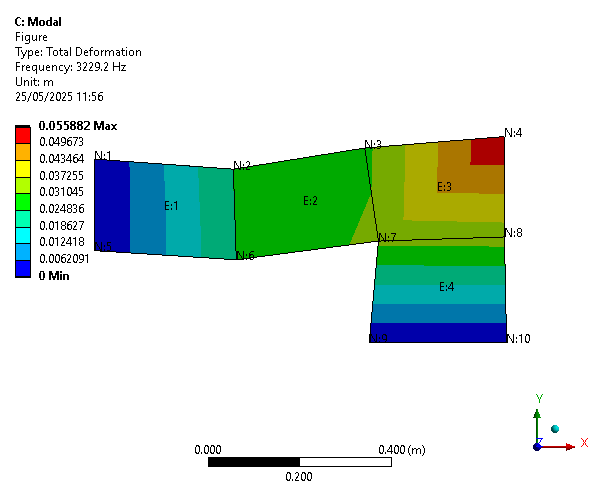 C: Modal
Figure
Type: Total Deformation
Frequency: 3229.2 Hz
Unit: m
25/05/2025 11:56
0.055882 Max
0.049673
0.043464
0.037255
0.031045
0.024836
0.018627
0.012418
0.0062091
0 Min
N:1
N:2
N:3
N:4
E:1
E:2
E:3
N:5
N:6
N:7
N:8
E:4
N:9
N:10
0.000
0.400 (m)
0.200
Y
Z
X